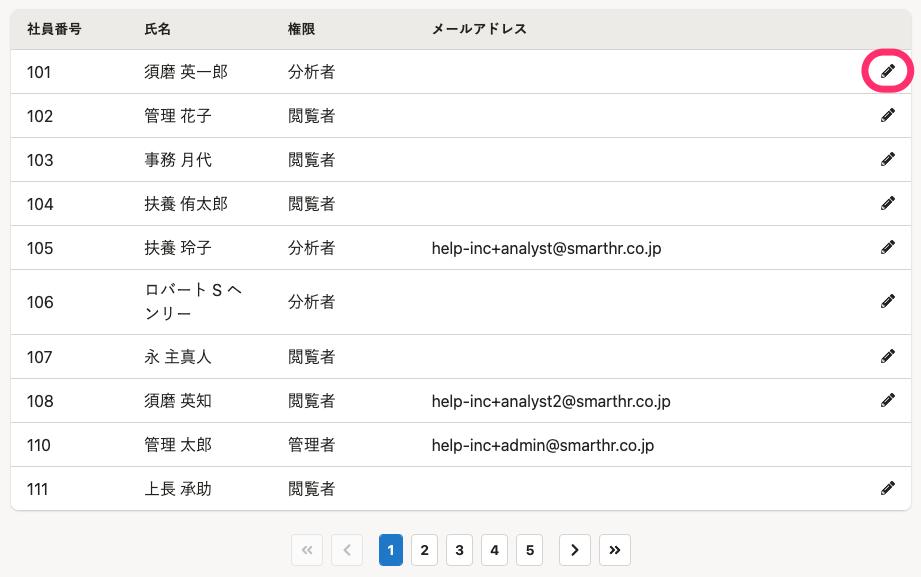 社員番号 氏名 権限 メールアドレス
101 須磨 英一郎 分析者
102 管理 花子 閲覧者
103 事務 月代 閲覧者
104 扶養 侑太郎 閲覧者
105 扶養 玲子 分析者 help-inc+analyst@smarthr.co.jp
106 ロバート S ヘ
ンリー 分析者
107 永 主真人 閲覧者
108 須磨 英知 閲覧者 help-inc+analyst2@smarthr.co.jp
110 管理 太郎 管理者 help-inc+admin@smarthr.co.jp
111 上長 承助 閲覧者
« < 1 2 3 4 5 > »